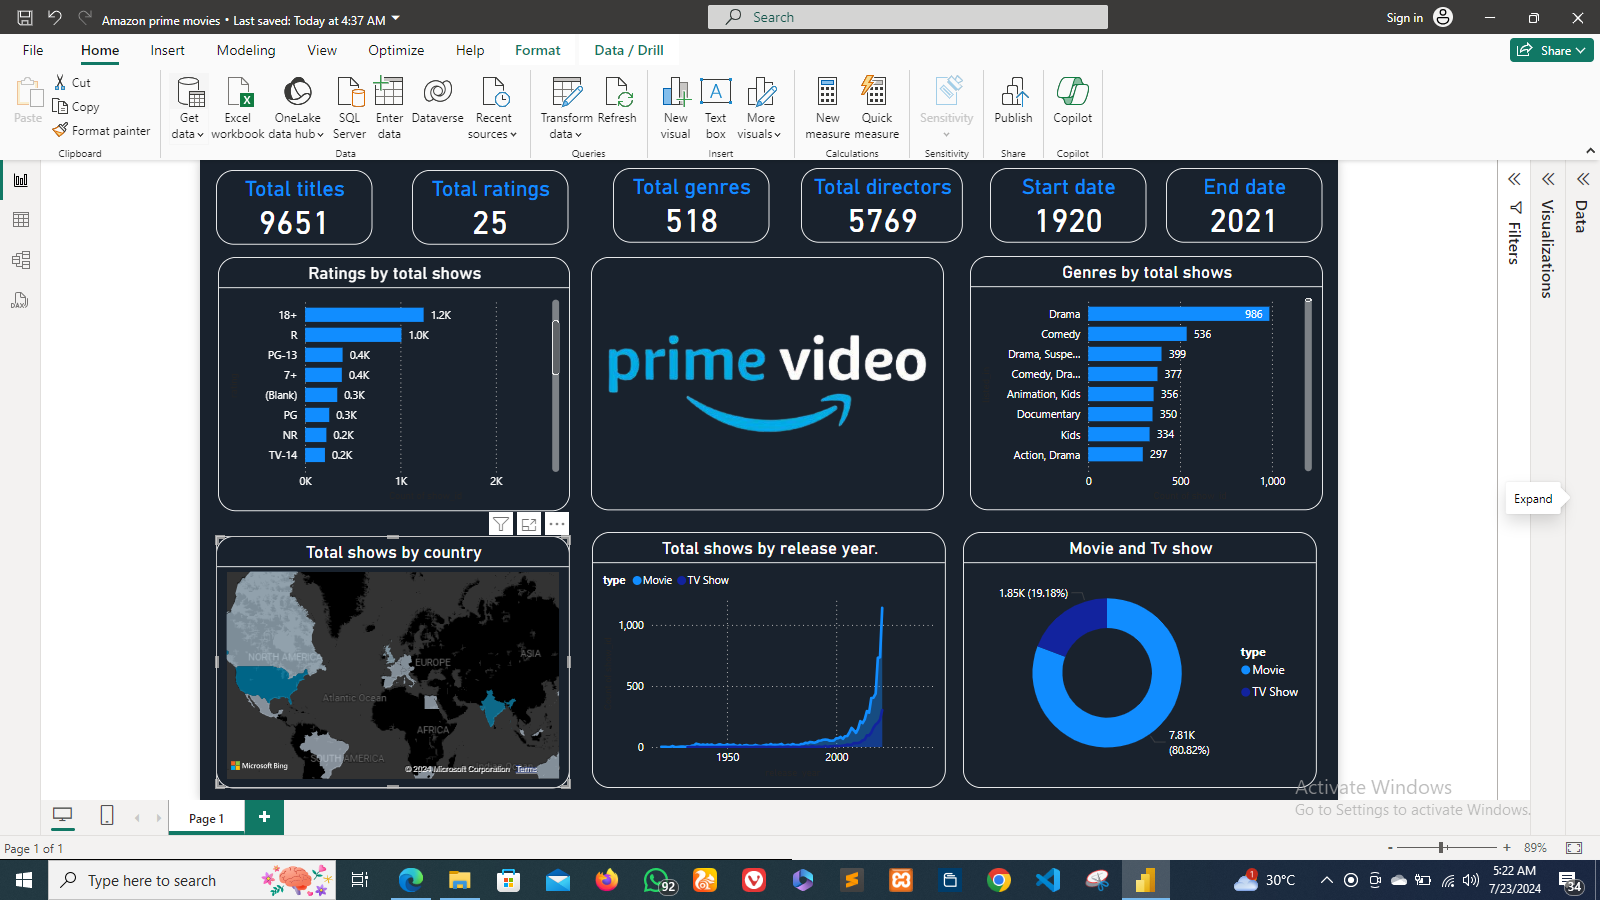 Amazon prime movies • Last saved: Today at 4:37 AM
Search
Sign in
File Home Insert Modeling View Optimize Help Format Data / Drill
Share
Paste
Cut
Copy
Format painter
Clipboard
Get data
Excel workbook
OneLake data hub
SQL Server
Enter data
Dataverse
Recent sources
Data
Transform data
Refresh
Queries
New visual
Text box
More visuals
Insert
New measure
Quick measure
Calculations
Sensitivity
Sensitivity
Publish
Share
Copilot
Copilot
Total titles
9651
Total ratings
25
Total genres
518
Total directors
5769
Start date
1920
End date
2021
Ratings by total shows
18+ 1.2K
R 1.0K
PG-13 0.4K
7+ 0.4K
(Blank) 0.3K
PG 0.3K
NR 0.2K
TV-14 0.2K
0K 1K 2K
prime video
Genres by total shows
Drama 986
Comedy 536
Drama, Suspe... 399
Comedy, Dra... 377
Animation, Kids 356
Documentary 350
Kids 334
Action, Drama 297
0 500 1,000
Filters
Visualizations
Data
Expand
Total shows by country
NORTH AMERICA
EUROPE
ASIA
Atlantic Ocean
AFRICA
SOUTH AMERICA
Microsoft Bing
© 2024 Microsoft Corporation Terms
Total shows by release year.
type Movie TV Show
1,000
500
0
1950 2000
Movie and Tv show
1.85K (19.18%)
7.81K
(80.82%)
type
Movie
TV Show
Activate Windows
Go to Settings to activate Windows.
Page 1
+
Page 1 of 1
- + 89%
Type here to search
92
1
30°C
5:22 AM
7/23/2024
34